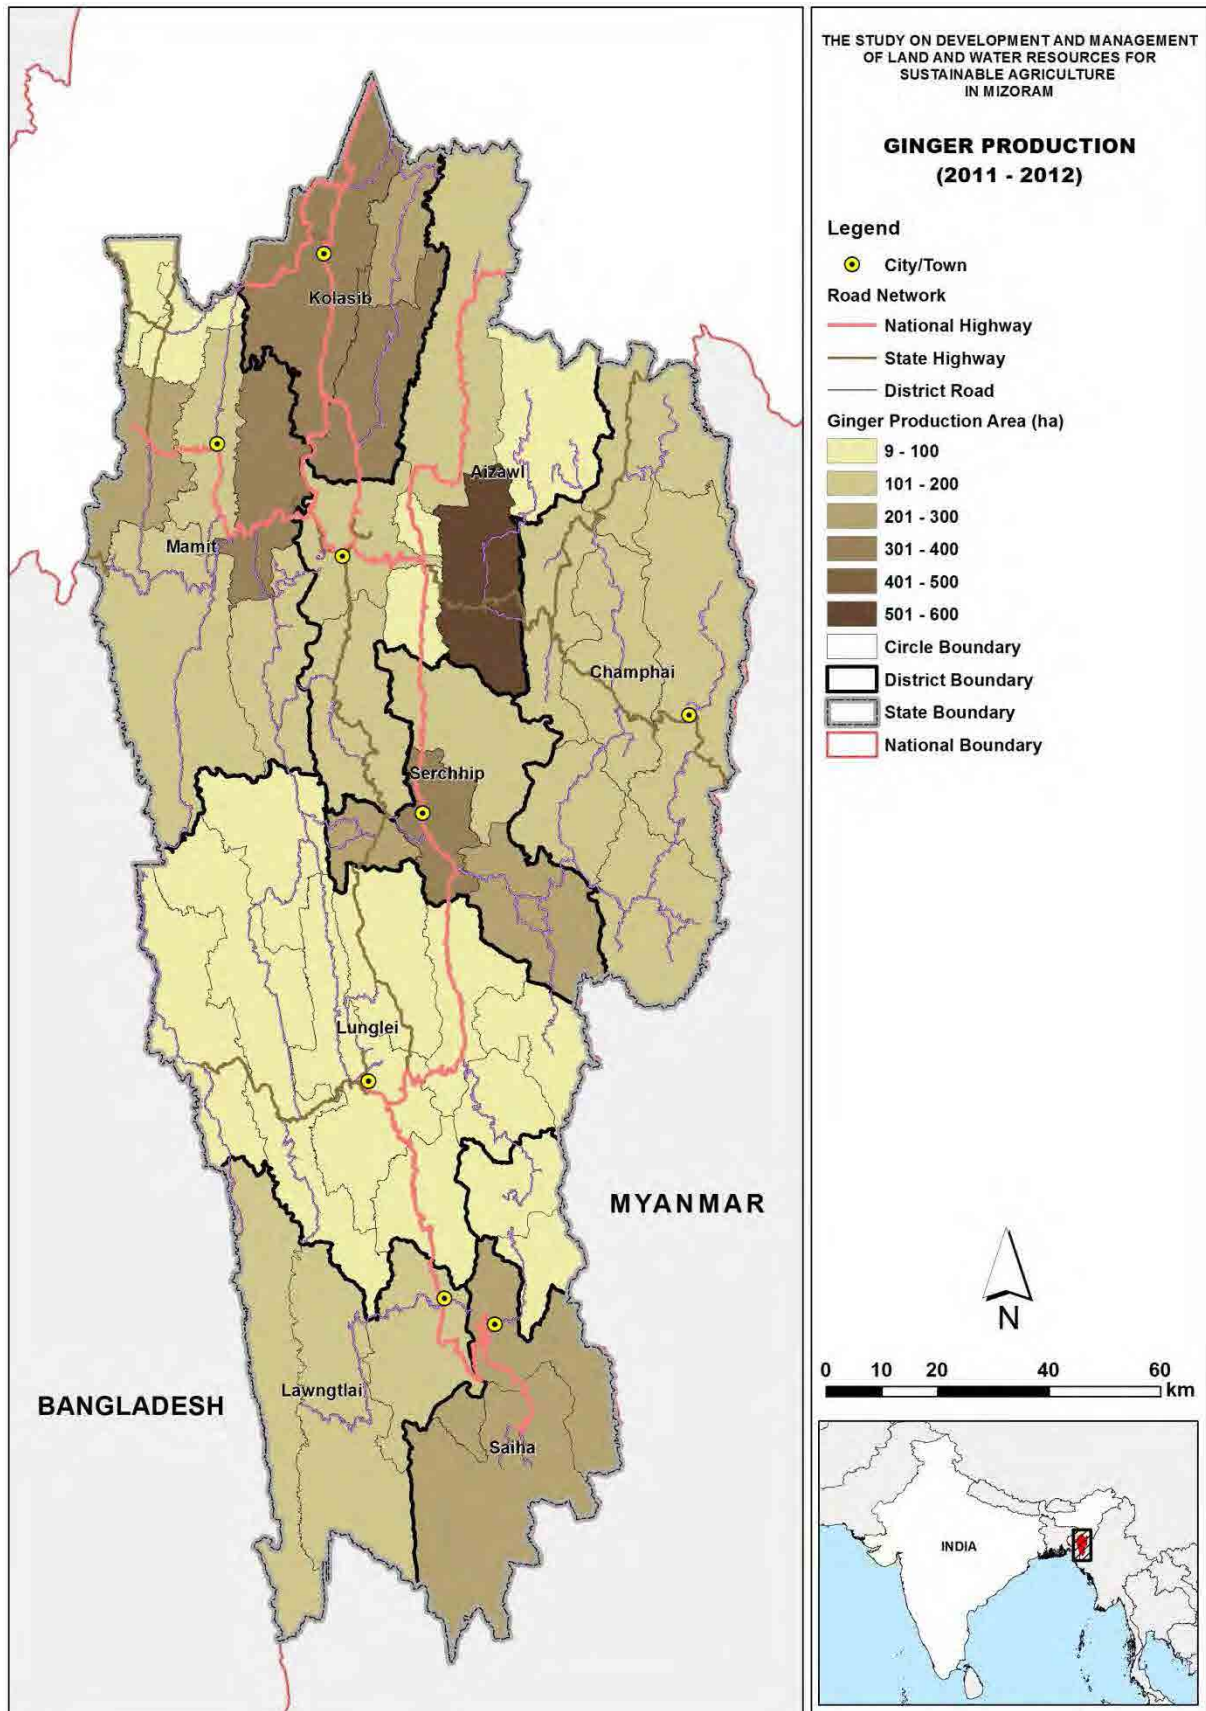 THE STUDY ON DEVELOPMENT AND MANAGEMENT
OF LAND AND WATER RESOURCES FOR
SUSTAINABLE AGRICULTURE
IN MIZORAM
GINGER PRODUCTION
(2011 - 2012)
Legend
City/Town
Road Network
National Highway
State Highway
District Road
Ginger Production Area (ha)
9 - 100
101 - 200
201 - 300
301 - 400
401 - 500
501 - 600
Circle Boundary
District Boundary
State Boundary
National Boundary
Kolasib
Aizawl
Mamit
Champhai
Serchhip
Lunglei
MYANMAR
Lawngtlai
BANGLADESH
Saiha
N
0 10 20 40 60
km
INDIA